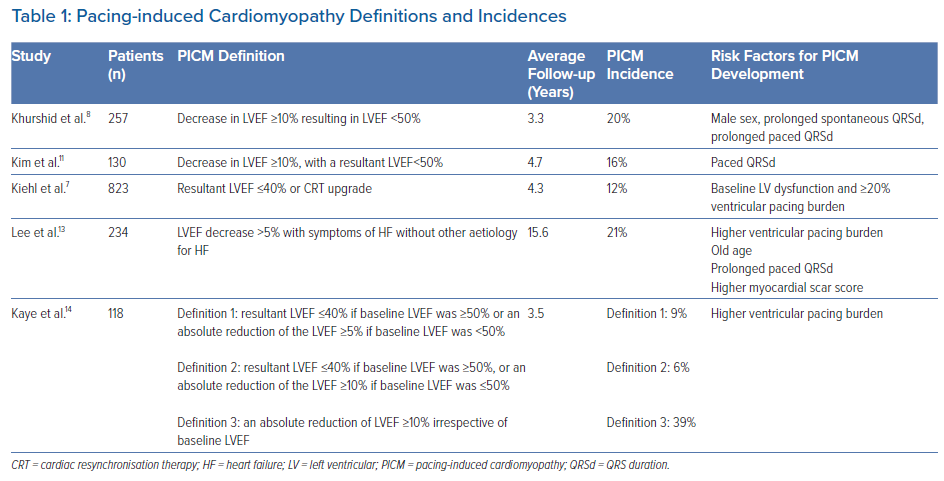 Table 1: Pacing-induced Cardiomyopathy Definitions and Incidences
Study Patients (n) PICM Definition Average Follow-up (Years) PICM Incidence Risk Factors for PICM Development
Khurshid et al.8 257 Decrease in LVEF ≥10% resulting in LVEF <50% 3.3 20% Male sex, prolonged spontaneous QRSd,
prolonged paced QRSd
Kim et al.11 130 Decrease in LVEF ≥10%, with a resultant LVEF<50% 4.7 16% Paced QRSd
Kiehl et al.7 823 Resultant LVEF ≤40% or CRT upgrade 4.3 12% Baseline LV dysfunction and ≥20%
ventricular pacing burden
Lee et al.13 234 LVEF decrease >5% with symptoms of HF without other aetiology 15.6 21% Higher ventricular pacing burden
for HF Old age
Prolonged paced QRSd
Higher myocardial scar score
Kaye et al.14 118 Definition 1: resultant LVEF ≤40% if baseline LVEF was ≥50% or an 3.5 Definition 1: 9% Higher ventricular pacing burden
absolute reduction of the LVEF ≥5% if baseline LVEF was <50%
Definition 2: resultant LVEF ≤40% if baseline LVEF was ≥50%, or an Definition 2: 6%
absolute reduction of the LVEF ≥10% if baseline LVEF was ≤50%
Definition 3: an absolute reduction of LVEF ≥10% irrespective of Definition 3: 39%
baseline LVEF
CRT = cardiac resynchronisation therapy; HF = heart failure; LV = left ventricular; PICM = pacing-induced cardiomyopathy; QRSd = QRS duration.